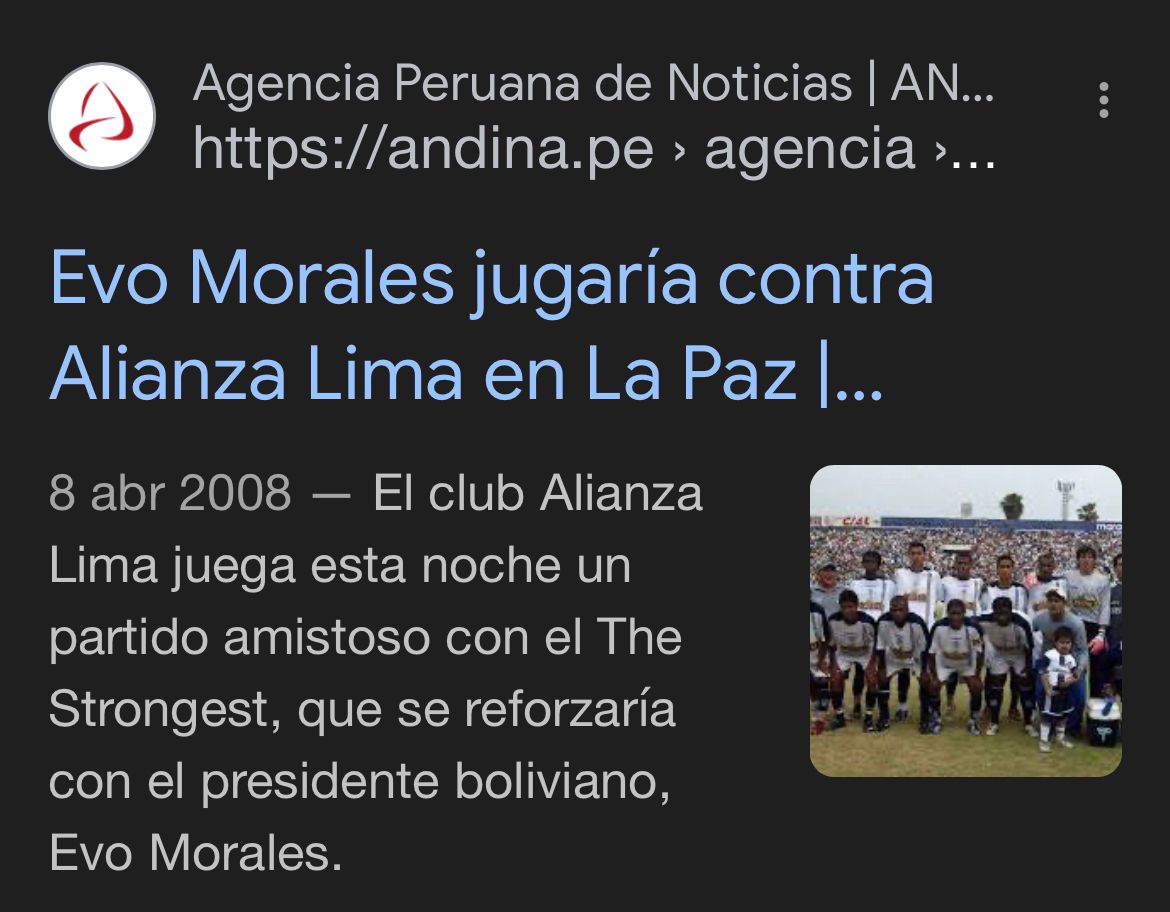 Agencia Peruana de Noticias | AN...
https://andina.pe › agencia ›...
Evo Morales jugaría contra
Alianza Lima en La Paz |...
8 abr 2008 — El club Alianza
Lima juega esta noche un
partido amistoso con el The
Strongest, que se reforzaría
con el presidente boliviano,
Evo Morales.